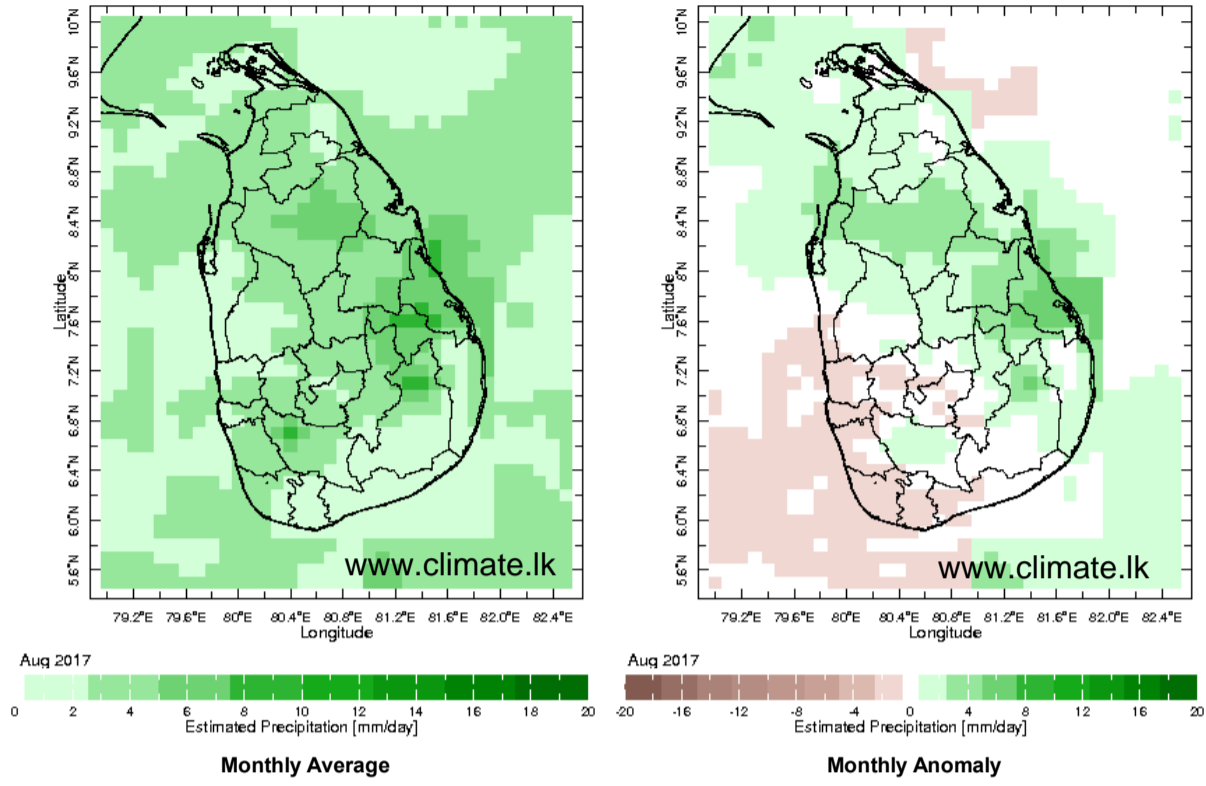 10°N
9.6°N
9.2°N
8.8°N
8.4°N
8°N
7.6°N
7.2°N
6.8°N
6.4°N
6.0°N
5.6°N
Latitude
www.climate.lk
79.2°E 79.6°E 80°E 80.4°E 80.8°E 81.2°E 81.6°E 82.0°E 82.4°E
Longitude
Aug 2017
0 2 4 6 8 10 12 14 16 18 20
Estimated Precipitation [mm/day]
Monthly Average
10°N
9.6°N
9.2°N
8.8°N
8.4°N
8°N
7.6°N
7.2°N
6.8°N
6.4°N
6.0°N
5.6°N
Latitude
www.climate.lk
79.2°E 79.6°E 80°E 80.4°E 80.8°E 81.2°E 81.6°E 82.0°E 82.4°E
Longitude
Aug 2017
-20 -16 -12 -8 -4 0 4 8 12 16 20
Estimated Precipitation [mm/day]
Monthly Anomaly